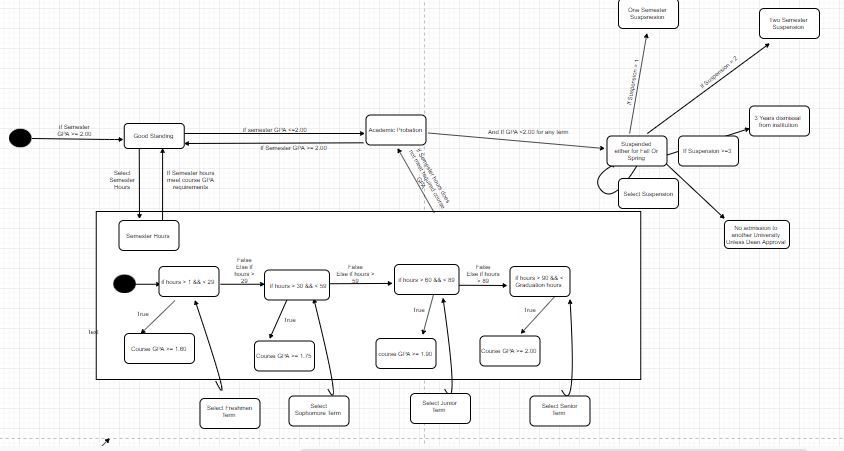 One Semester
Suspsnesion
Two Semester
Suspension
If Suspension = 1
If Suspension = 2
if Semester
GPA >= 2.00
Good Standing
if semester GPA <=2.00
if Semester GPA >= 2.00
Academic Probation
And If GPA <2.00 for any term
Suspended
either for Fall Or
Spring
3 Years dismisal
from institution
If Suspension >=3
Select Suspension
No admission to
another University
Unless Dean Approval
Select
Semester
Hours
If Semester hours
meet course GPA
requirements
If Semester hours does
not meet required course
GPA
Semester Hours
if hours > 1 && < 29
False
Else if
hours >
29
if hours > 30 && < 59
False
Else if hours >
59
if hours > 60 && < 89
False
Else if hours
> 89
if hours > 90 && <
Graduation hours
True
True
True
True
Text
Course GPA >= 1.60
Course GPA >= 1.75
course GPA >= 1.90
Course GPA >= 2.00
Select Freshmen
Term
Select
Sophomore Term
Select Junior
Term
Select Senior
Term